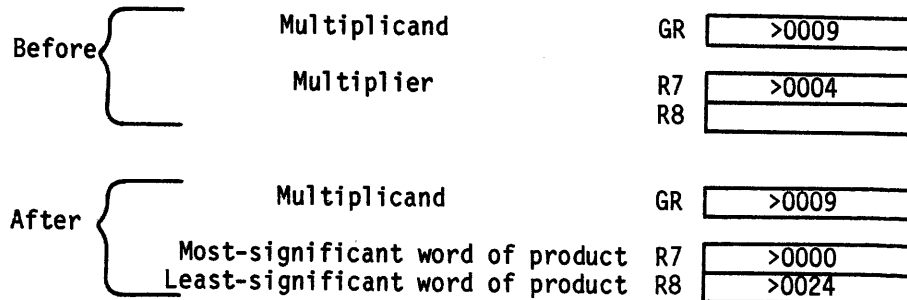 Multiplicand GR >0009
Before
Multiplier R7 >0004
R8
Multiplicand GR >0009
After
Most-significant word of product R7 >0000
Least-significant word of product R8 >0024